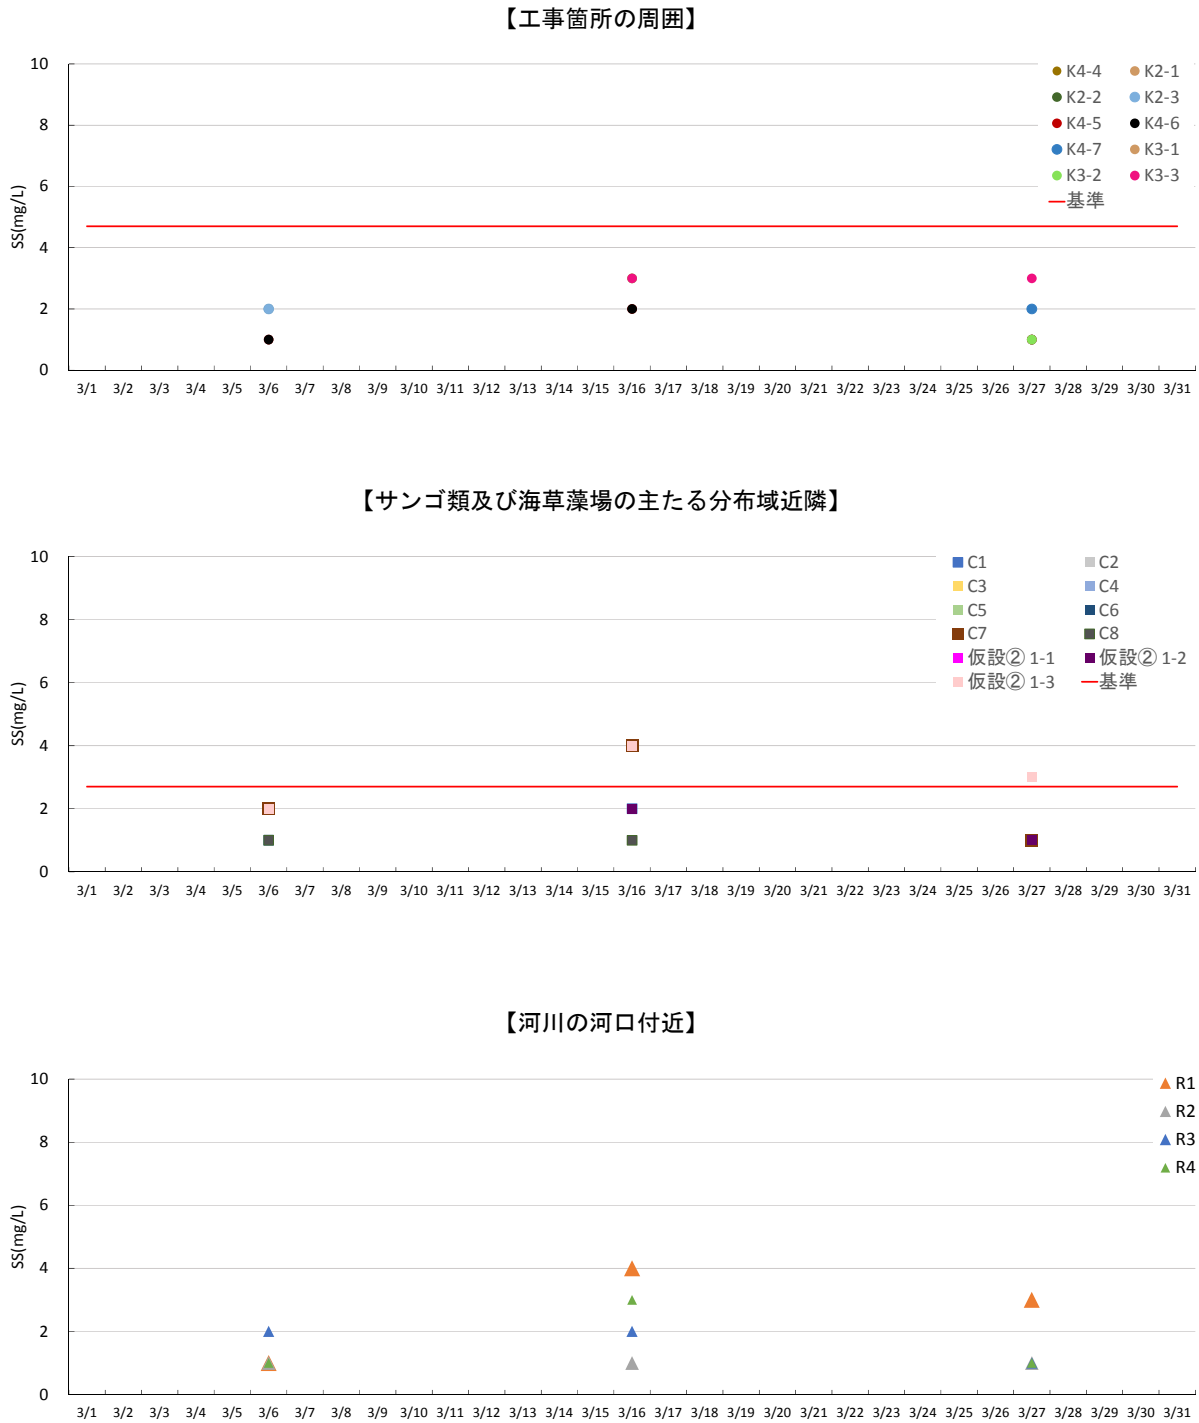 【工事箇所の周囲】
10
8
6
4
2
0
SS(mg/L)
K4-4 K2-1
K2-2 K2-3
K4-5 K4-6
K4-7 K3-1
K3-2 K3-3
基準
3/1 3/2 3/3 3/4 3/5 3/6 3/7 3/8 3/9 3/10 3/11 3/12 3/13 3/14 3/15 3/16 3/17 3/18 3/19 3/20 3/21 3/22 3/23 3/24 3/25 3/26 3/27 3/28 3/29 3/30 3/31
【サンゴ類及び海草藻場の主たる分布域近隣】
10
8
6
4
2
0
SS(mg/L)
C1 C2
C3 C4
C5 C6
C7 C8
仮設② 1-1 仮設② 1-2
仮設② 1-3 基準
3/1 3/2 3/3 3/4 3/5 3/6 3/7 3/8 3/9 3/10 3/11 3/12 3/13 3/14 3/15 3/16 3/17 3/18 3/19 3/20 3/21 3/22 3/23 3/24 3/25 3/26 3/27 3/28 3/29 3/30 3/31
【河川の河口付近】
10
8
6
4
2
0
SS(mg/L)
R1
R2
R3
R4
3/1 3/2 3/3 3/4 3/5 3/6 3/7 3/8 3/9 3/10 3/11 3/12 3/13 3/14 3/15 3/16 3/17 3/18 3/19 3/20 3/21 3/22 3/23 3/24 3/25 3/26 3/27 3/28 3/29 3/30 3/31